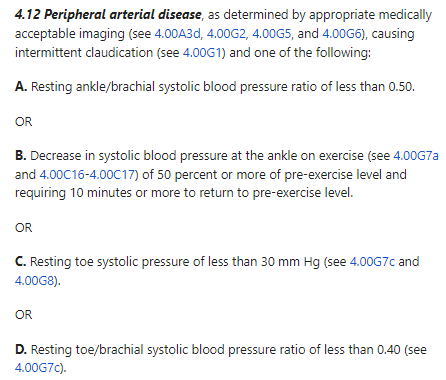 4.12 Peripheral arterial disease, as determined by appropriate medically
acceptable imaging (see 4.00A3d, 4.00G2, 4.00G5, and 4.00G6), causing
intermittent claudication (see 4.00G1) and one of the following:
A. Resting ankle/brachial systolic blood pressure ratio of less than 0.50.
OR
B. Decrease in systolic blood pressure at the ankle on exercise (see 4.00G7a
and 4.00C16-4.00C17) of 50 percent or more of pre-exercise level and
requiring 10 minutes or more to return to pre-exercise level.
OR
C. Resting toe systolic pressure of less than 30 mm Hg (see 4.00G7c and
4.00G8).
OR
D. Resting toe/brachial systolic blood pressure ratio of less than 0.40 (see
4.00G7c).